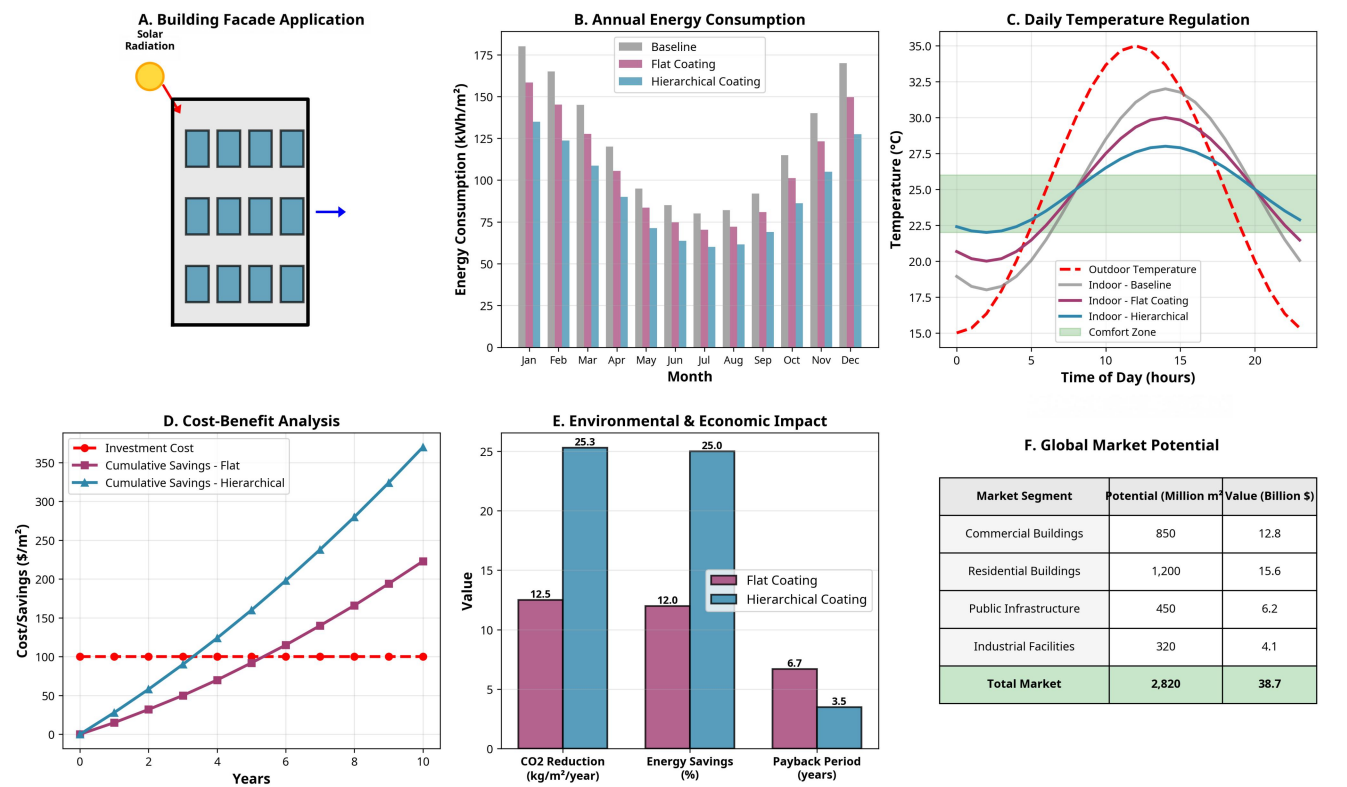 A. Building Facade Application
Solar
Radiation
B. Annual Energy Consumption
Energy Consumption (kWh/m²)
175
150
125
100
75
50
25
0
Baseline
Flat Coating
Hierarchical Coating
Jan Feb Mar Apr May Jun Jul Aug Sep Oct Nov Dec
Month
C. Daily Temperature Regulation
Temperature (°C)
35.0
32.5
30.0
27.5
25.0
22.5
20.0
17.5
15.0
Outdoor Temperature
Indoor - Baseline
Indoor - Flat Coating
Indoor - Hierarchical
Comfort Zone
0 5 10 15 20
Time of Day (hours)
D. Cost-Benefit Analysis
Cost/Savings ($/m²)
350
300
250
200
150
100
50
0
Investment Cost
Cumulative Savings - Flat
Cumulative Savings - Hierarchical
0 2 4 6 8 10
Years
E. Environmental & Economic Impact
Value
25
20
15
10
5
0
12.5 25.3 12.0 25.0 6.7 3.5
Flat Coating
Hierarchical Coating
CO2 Reduction
(kg/m²/year)
Energy Savings
(%)
Payback Period
(years)
F. Global Market Potential
Market Segment Potential (Million m² Value (Billion $)
Commercial Buildings 850 12.8
Residential Buildings 1,200 15.6
Public Infrastructure 450 6.2
Industrial Facilities 320 4.1
Total Market 2,820 38.7